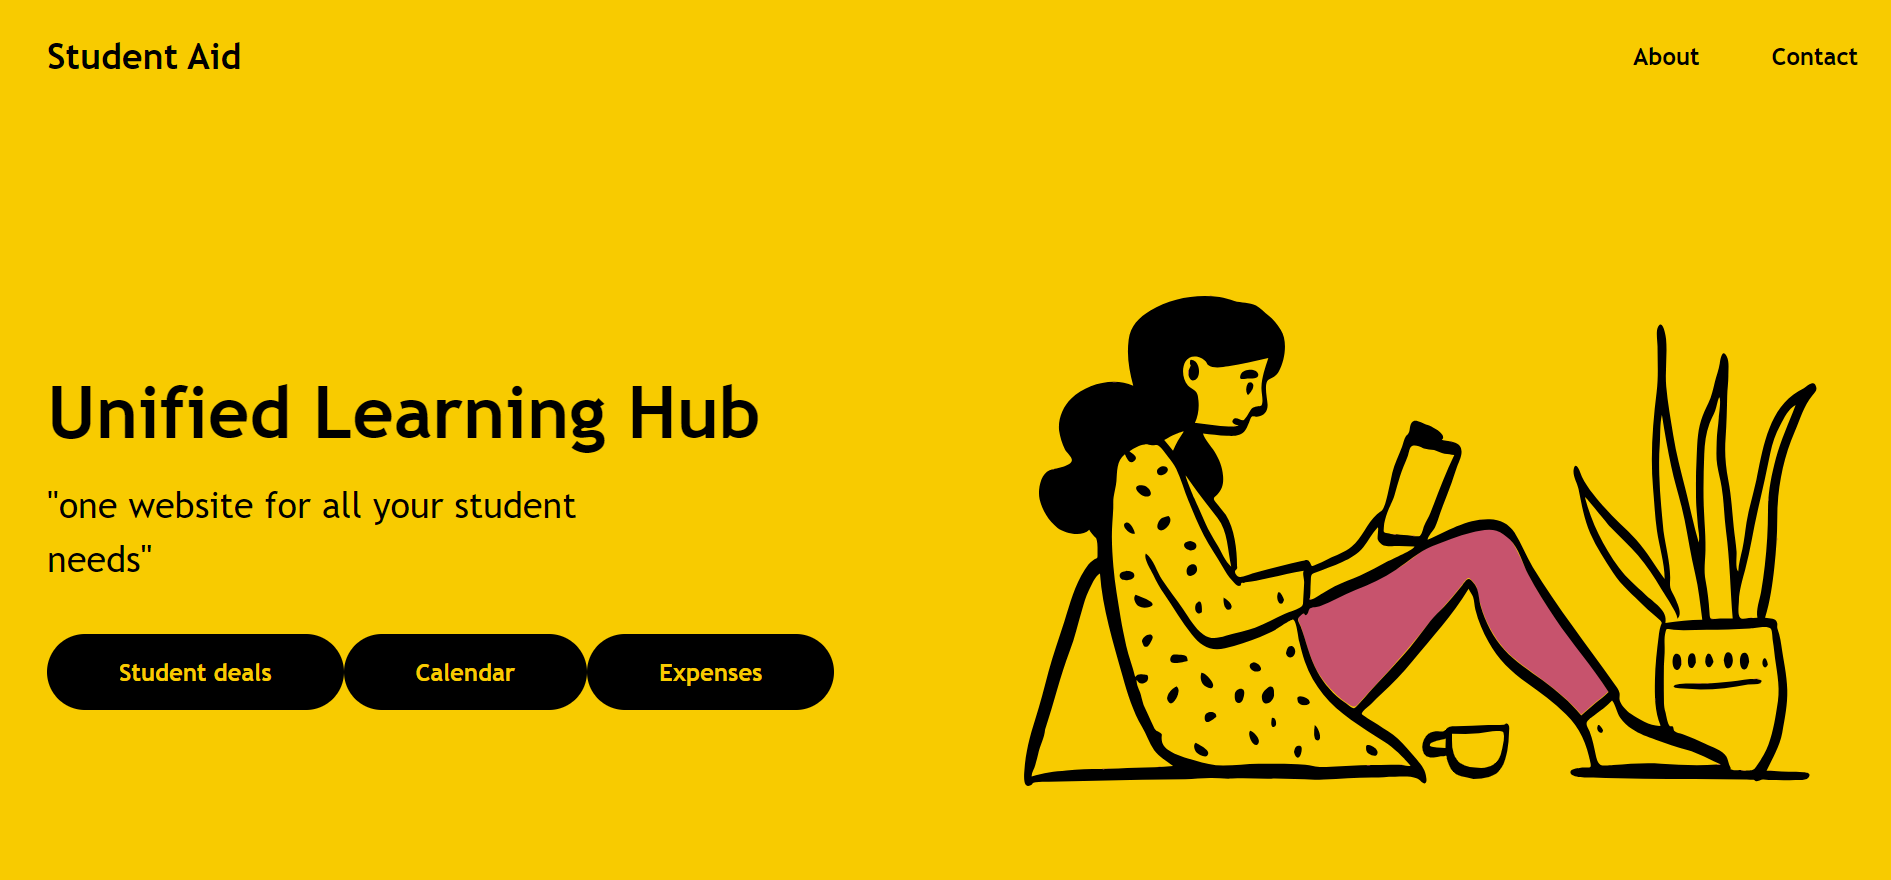 Student Aid
About
Contact
Unified Learning Hub
"one website for all your student
needs"
Student deals
Calendar
Expenses